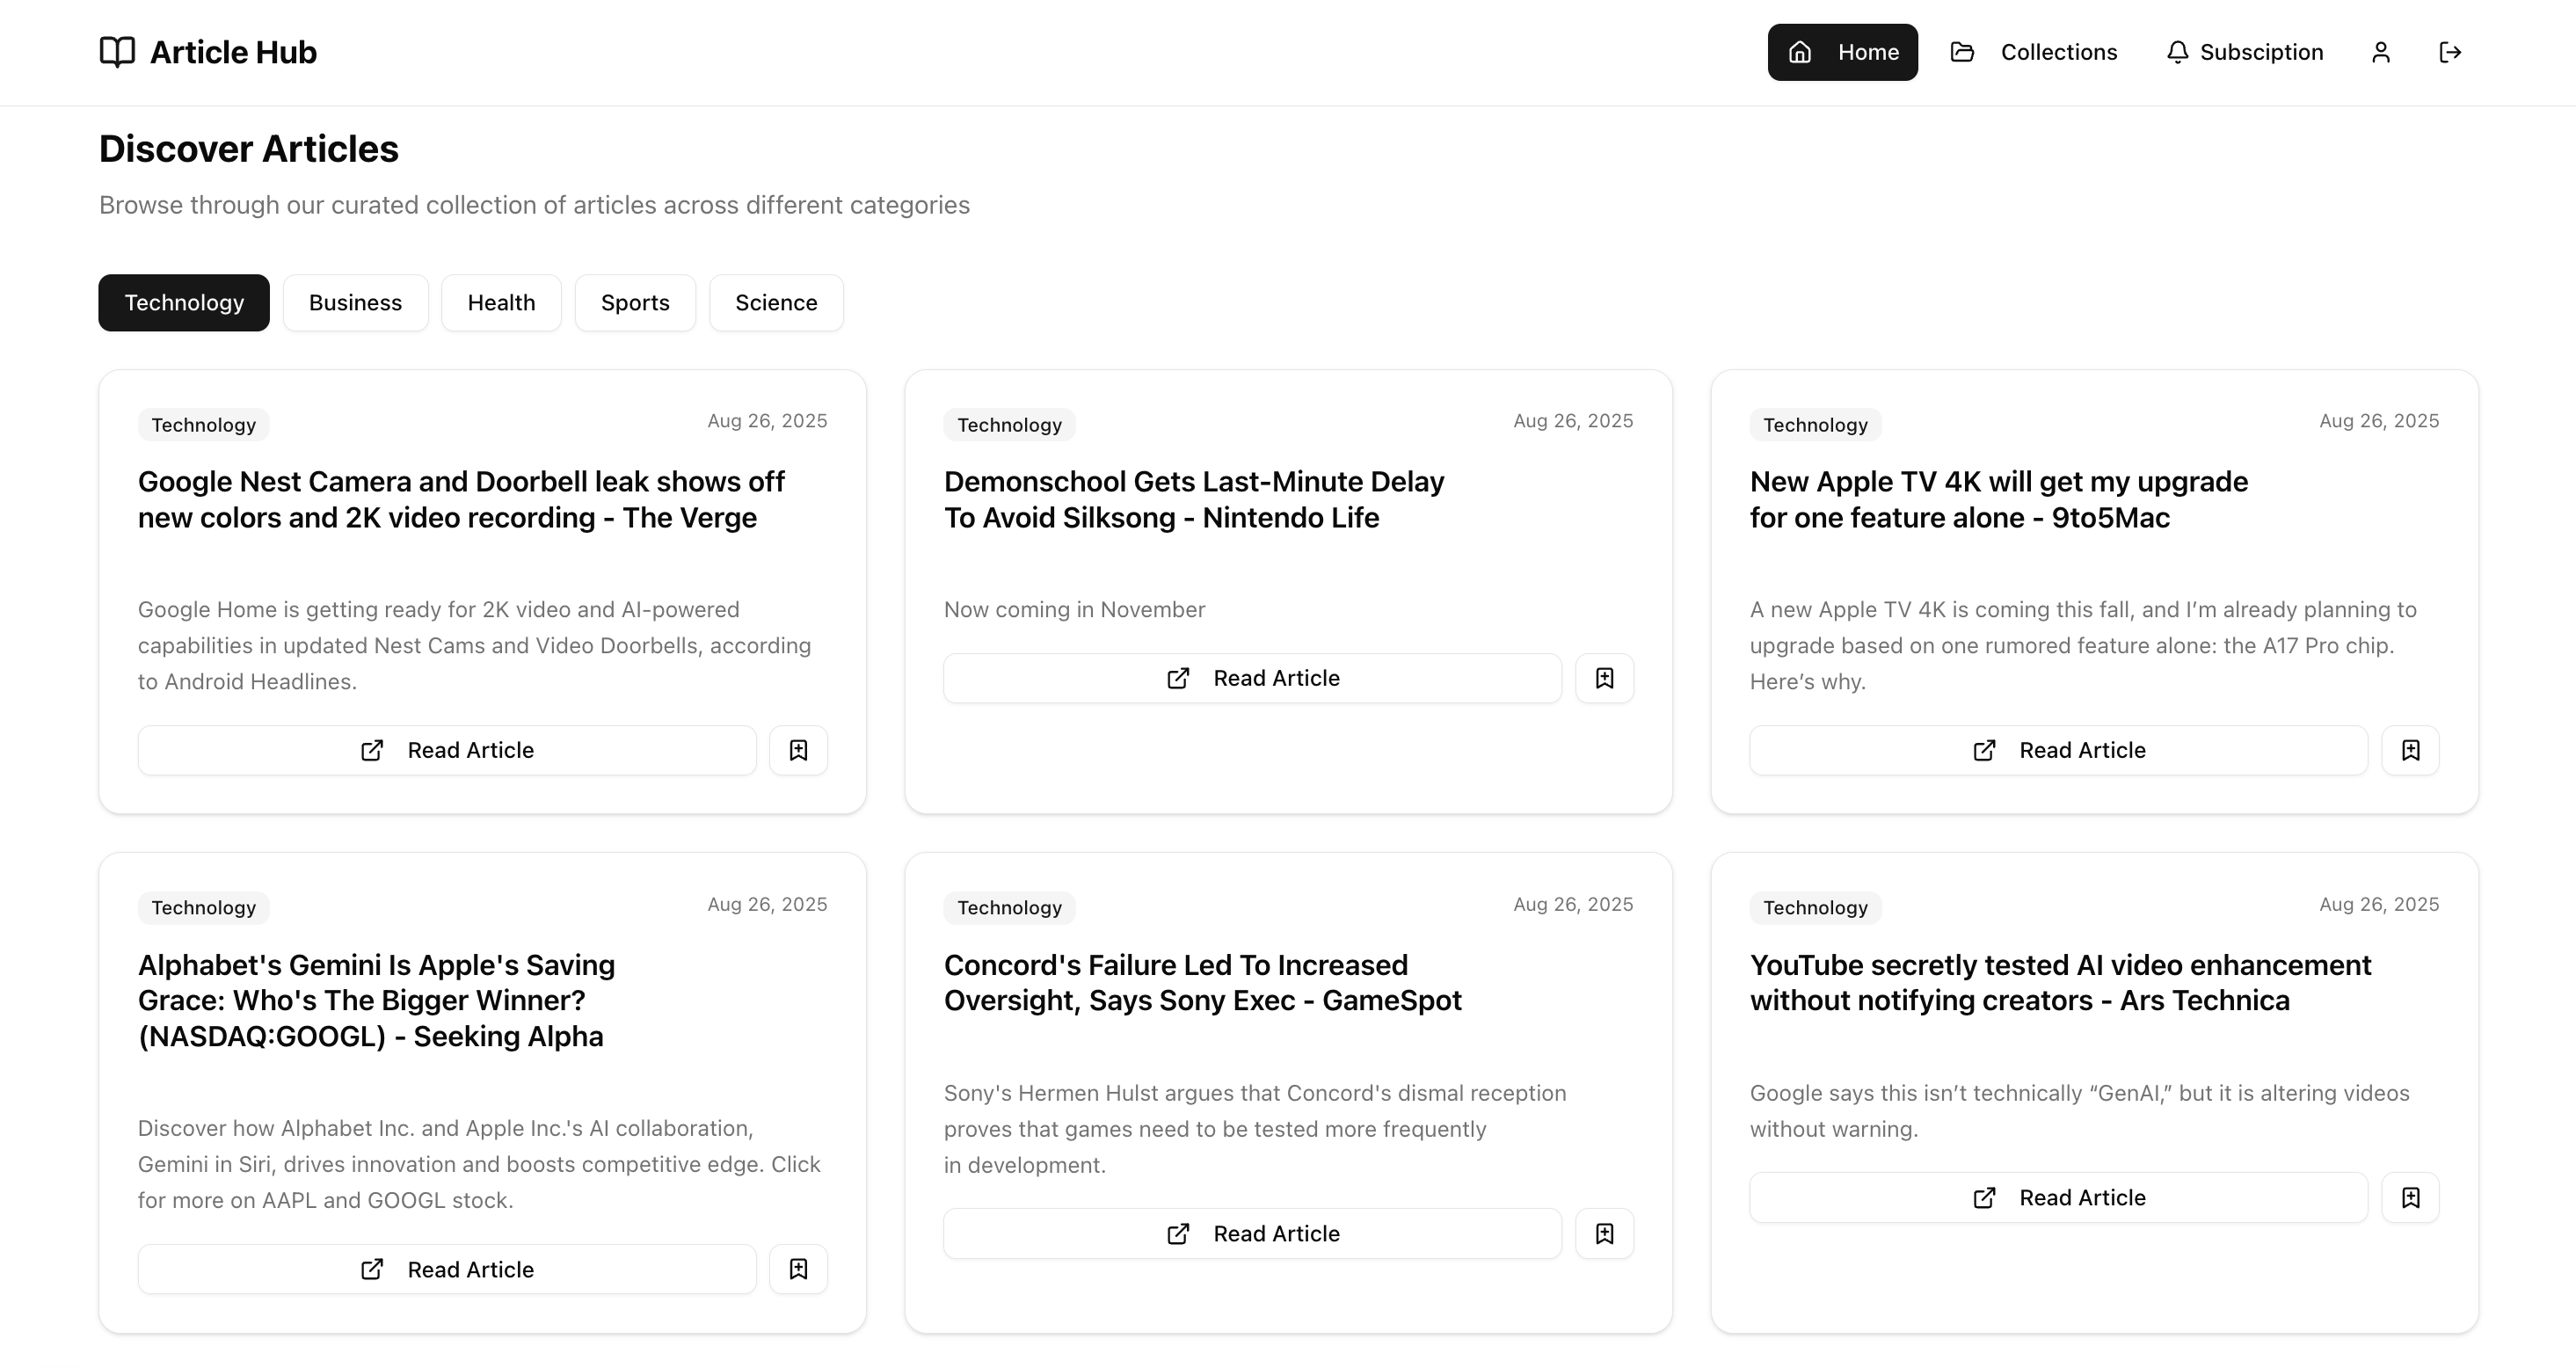 Article Hub
Home
Collections
Subsciption
Discover Articles
Browse through our curated collection of articles across different categories
Technology
Business
Health
Sports
Science
Technology
Aug 26, 2025
Google Nest Camera and Doorbell leak shows off
new colors and 2K video recording - The Verge
Google Home is getting ready for 2K video and AI-powered
capabilities in updated Nest Cams and Video Doorbells, according
to Android Headlines.
Read Article
Technology
Aug 26, 2025
Demonschool Gets Last-Minute Delay
To Avoid Silksong - Nintendo Life
Now coming in November
Read Article
Technology
Aug 26, 2025
New Apple TV 4K will get my upgrade
for one feature alone - 9to5Mac
A new Apple TV 4K is coming this fall, and I’m already planning to
upgrade based on one rumored feature alone: the A17 Pro chip.
Here’s why.
Read Article
Technology
Aug 26, 2025
Alphabet's Gemini Is Apple's Saving
Grace: Who's The Bigger Winner?
(NASDAQ:GOOGL) - Seeking Alpha
Discover how Alphabet Inc. and Apple Inc.'s AI collaboration,
Gemini in Siri, drives innovation and boosts competitive edge. Click
for more on AAPL and GOOGL stock.
Read Article
Technology
Aug 26, 2025
Concord's Failure Led To Increased
Oversight, Says Sony Exec - GameSpot
Sony's Hermen Hulst argues that Concord's dismal reception
proves that games need to be tested more frequently
in development.
Read Article
Technology
Aug 26, 2025
YouTube secretly tested AI video enhancement
without notifying creators - Ars Technica
Google says this isn’t technically “GenAI,” but it is altering videos
without warning.
Read Article